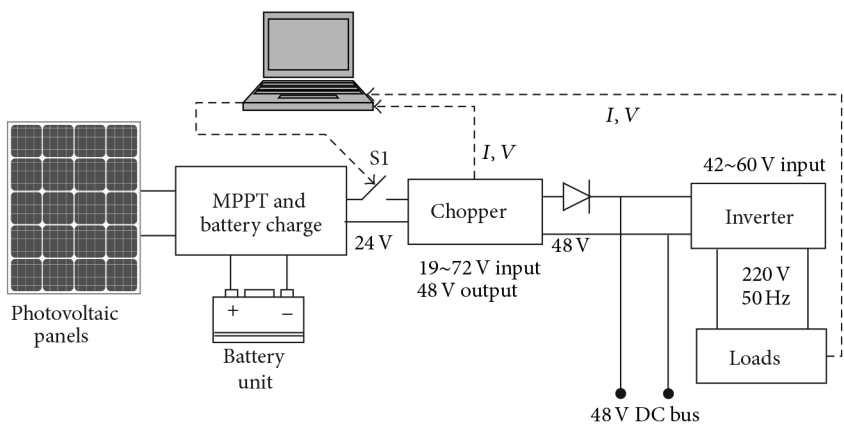 I, V
S1
I, V
42~60 V input
MPPT and
battery charge
Chopper
Inverter
24 V
48 V
19~72 V input
48 V output
220 V
50 Hz
Photovoltaic
panels
+ −
Battery
unit
Loads
48 V DC bus